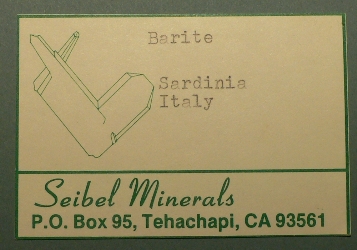 Barite
Sardinia
Italy
Seibel Minerals
P.O. Box 95, Tehachapi, CA 93561